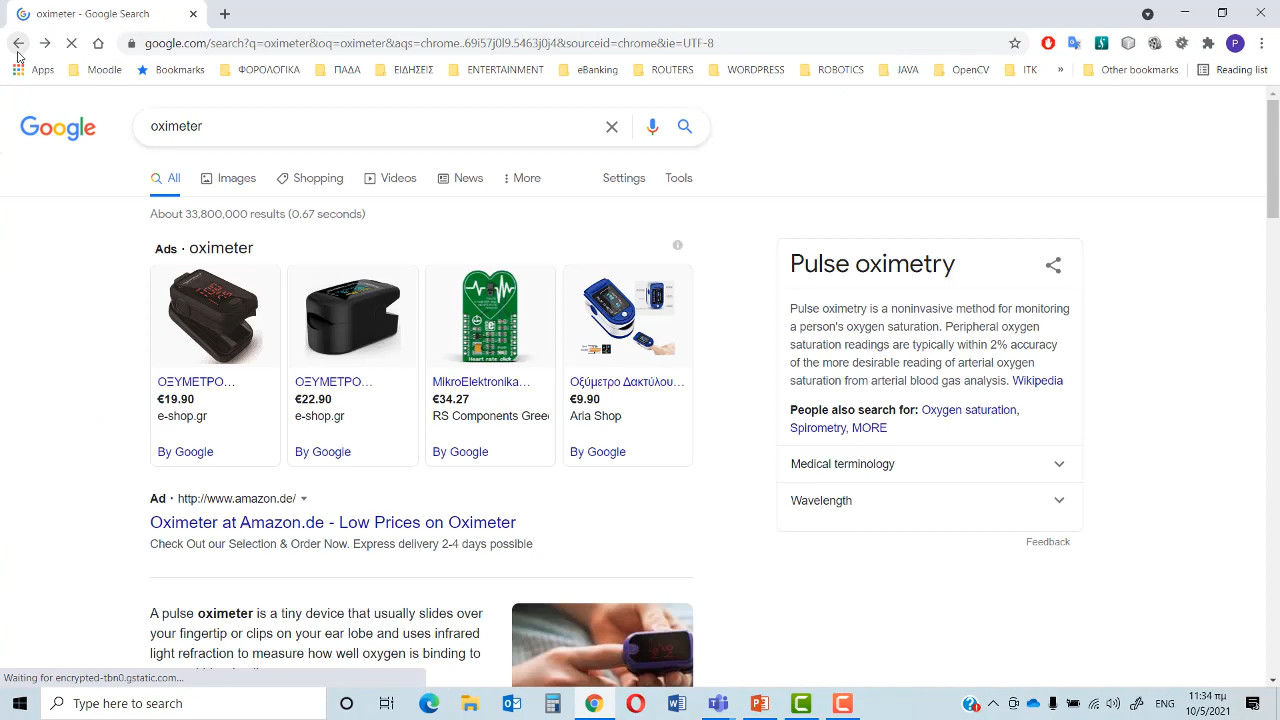 oximeter - Google Search
google.com/search?q=oximeter&oq=oximeter&aqs=chrome..69i57j0l9.5463j0j4&sourceid=chrome&ie=UTF-8
Apps Moodle Bookmarks ΦΟΡΟΛΟΓΙΚΑ ΠΑΔΑ ΕΙΔΗΣΕΙΣ ENTERTAINMENT eBanking ROUTERS WORDPRESS ROBOTICS JAVA OpenCV ITK » Other bookmarks Reading list
Google
oximeter
All Images Shopping Videos News More Settings Tools
About 33,800,000 results (0.67 seconds)
Ads · oximeter
ΟΞΥΜΕΤΡΟ... ΟΞΥΜΕΤΡΟ... MikroElektronika... Οξύμετρο Δακτύλου...
€19.90 €22.90 €34.27 €9.90
e-shop.gr e-shop.gr RS Components Greec Aria Shop
By Google By Google By Google By Google
Ad · http://www.amazon.de/
Oximeter at Amazon.de - Low Prices on Oximeter
Check Out our Selection & Order Now. Express delivery 2-4 days possible
A pulse oximeter is a tiny device that usually slides over
your fingertip or clips on your ear lobe and uses infrared
light refraction to measure how well oxygen is binding to
Pulse oximetry
Pulse oximetry is a noninvasive method for monitoring
a person's oxygen saturation. Peripheral oxygen
saturation readings are typically within 2% accuracy
of the more desirable reading of arterial oxygen
saturation from arterial blood gas analysis. Wikipedia
People also search for: Oxygen saturation,
Spirometry, MORE
Medical terminology
Wavelength
Feedback
Waiting for encrypted-tbn0.gstatic.com...
Type here to search
ENG
11:34 πμ
10/5/2021